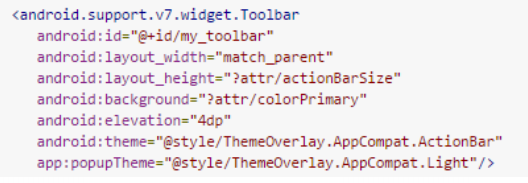 <android.support.v7.widget.Toolbar
android:id="@+id/my_toolbar"
android:layout_width="match_parent"
android:layout_height="?attr/actionBarSize"
android:background="?attr/colorPrimary"
android:elevation="4dp"
android:theme="@style/ThemeOverlay.AppCompat.ActionBar"
app:popupTheme="@style/ThemeOverlay.AppCompat.Light"/>